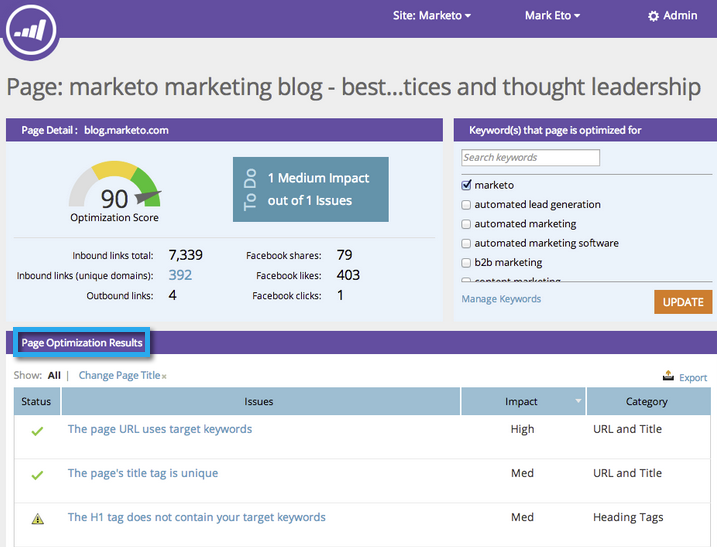 Site: Marketo Mark Eto Admin
Page: marketo marketing blog - best...tices and thought leadership
Page Detail : blog.marketo.com
90
Optimization Score
To Do
1 Medium Impact
out of 1 Issues
Inbound links total: 7,339 Facebook shares: 79
Inbound links (unique domains): 392 Facebook likes: 403
Outbound links: 4 Facebook clicks: 1
Keyword(s) that page is optimized for
Search keywords
marketo
automated lead generation
automated marketing
automated marketing software
b2b marketing
content marketing
Manage Keywords UPDATE
Page Optimization Results
Show: All | Change Page Title x Export
Status Issues Impact Category
The page URL uses target keywords High URL and Title
The page's title tag is unique Med URL and Title
The H1 tag does not contain your target keywords Med Heading Tags